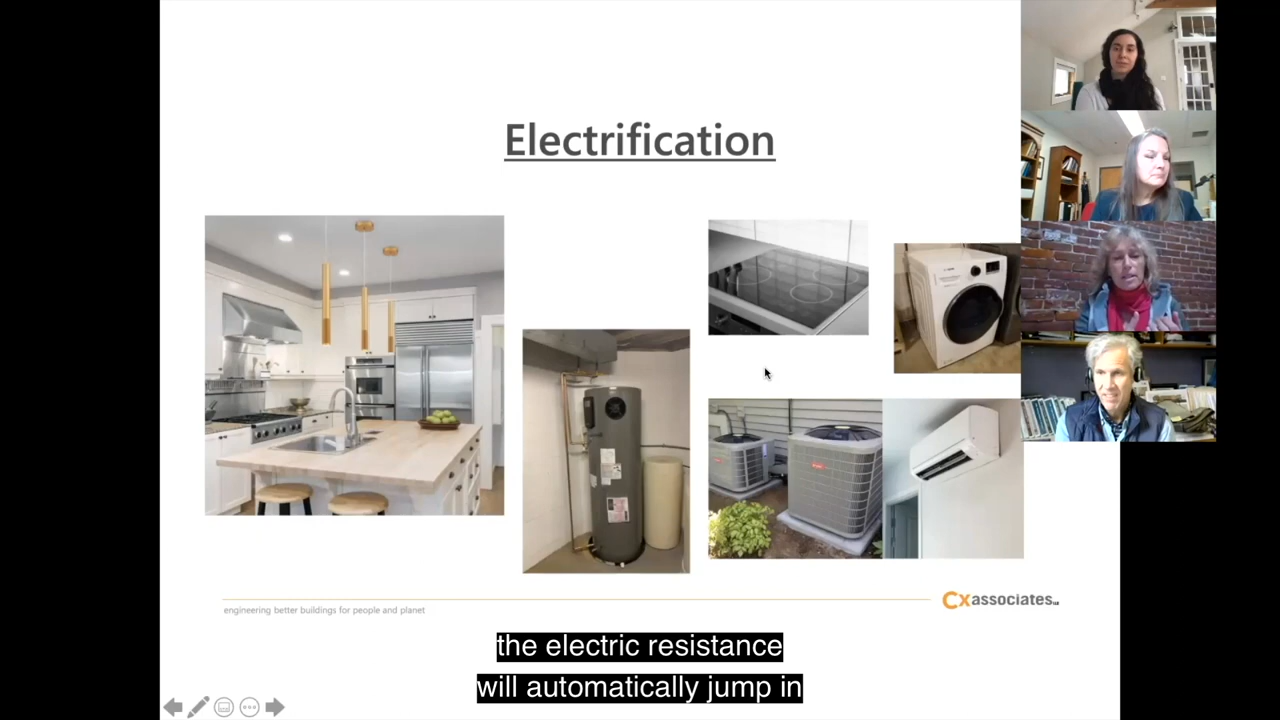 Electrification
engineering better buildings for people and planet
Cxassociates
the electric resistance
will automatically jump in